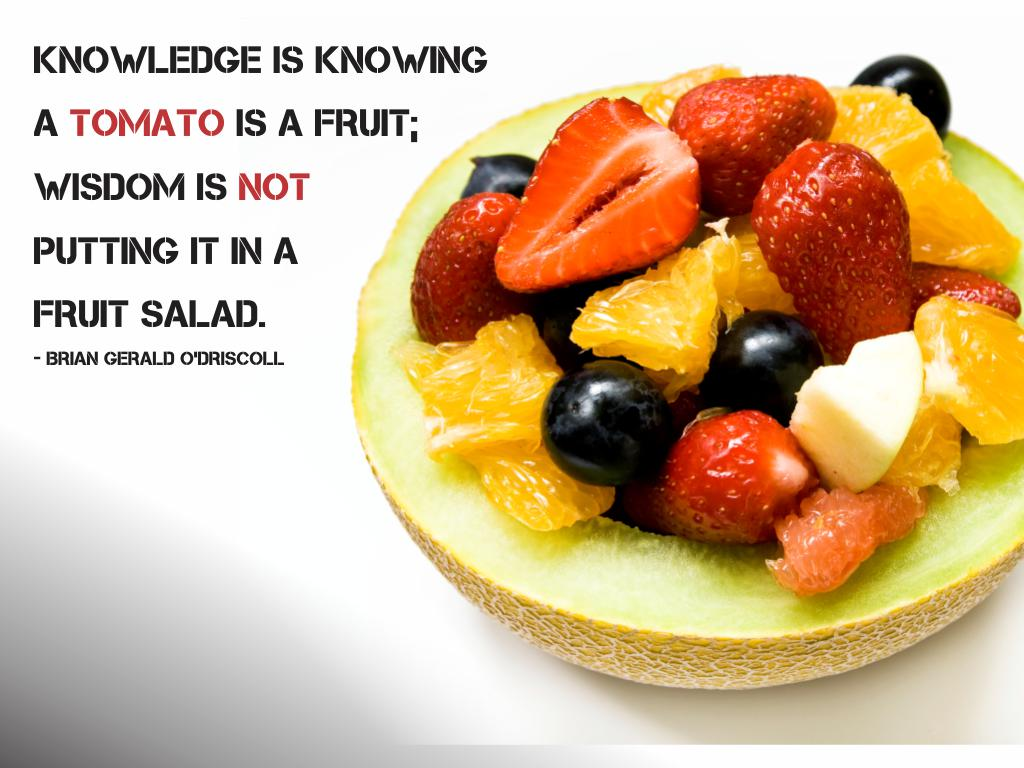 KNOWLEDGE IS KNOWING
A TOMATO IS A FRUIT;
WISDOM IS NOT
PUTTING IT IN A
FRUIT SALAD.
- BRIAN GERALD O'DRISCOLL